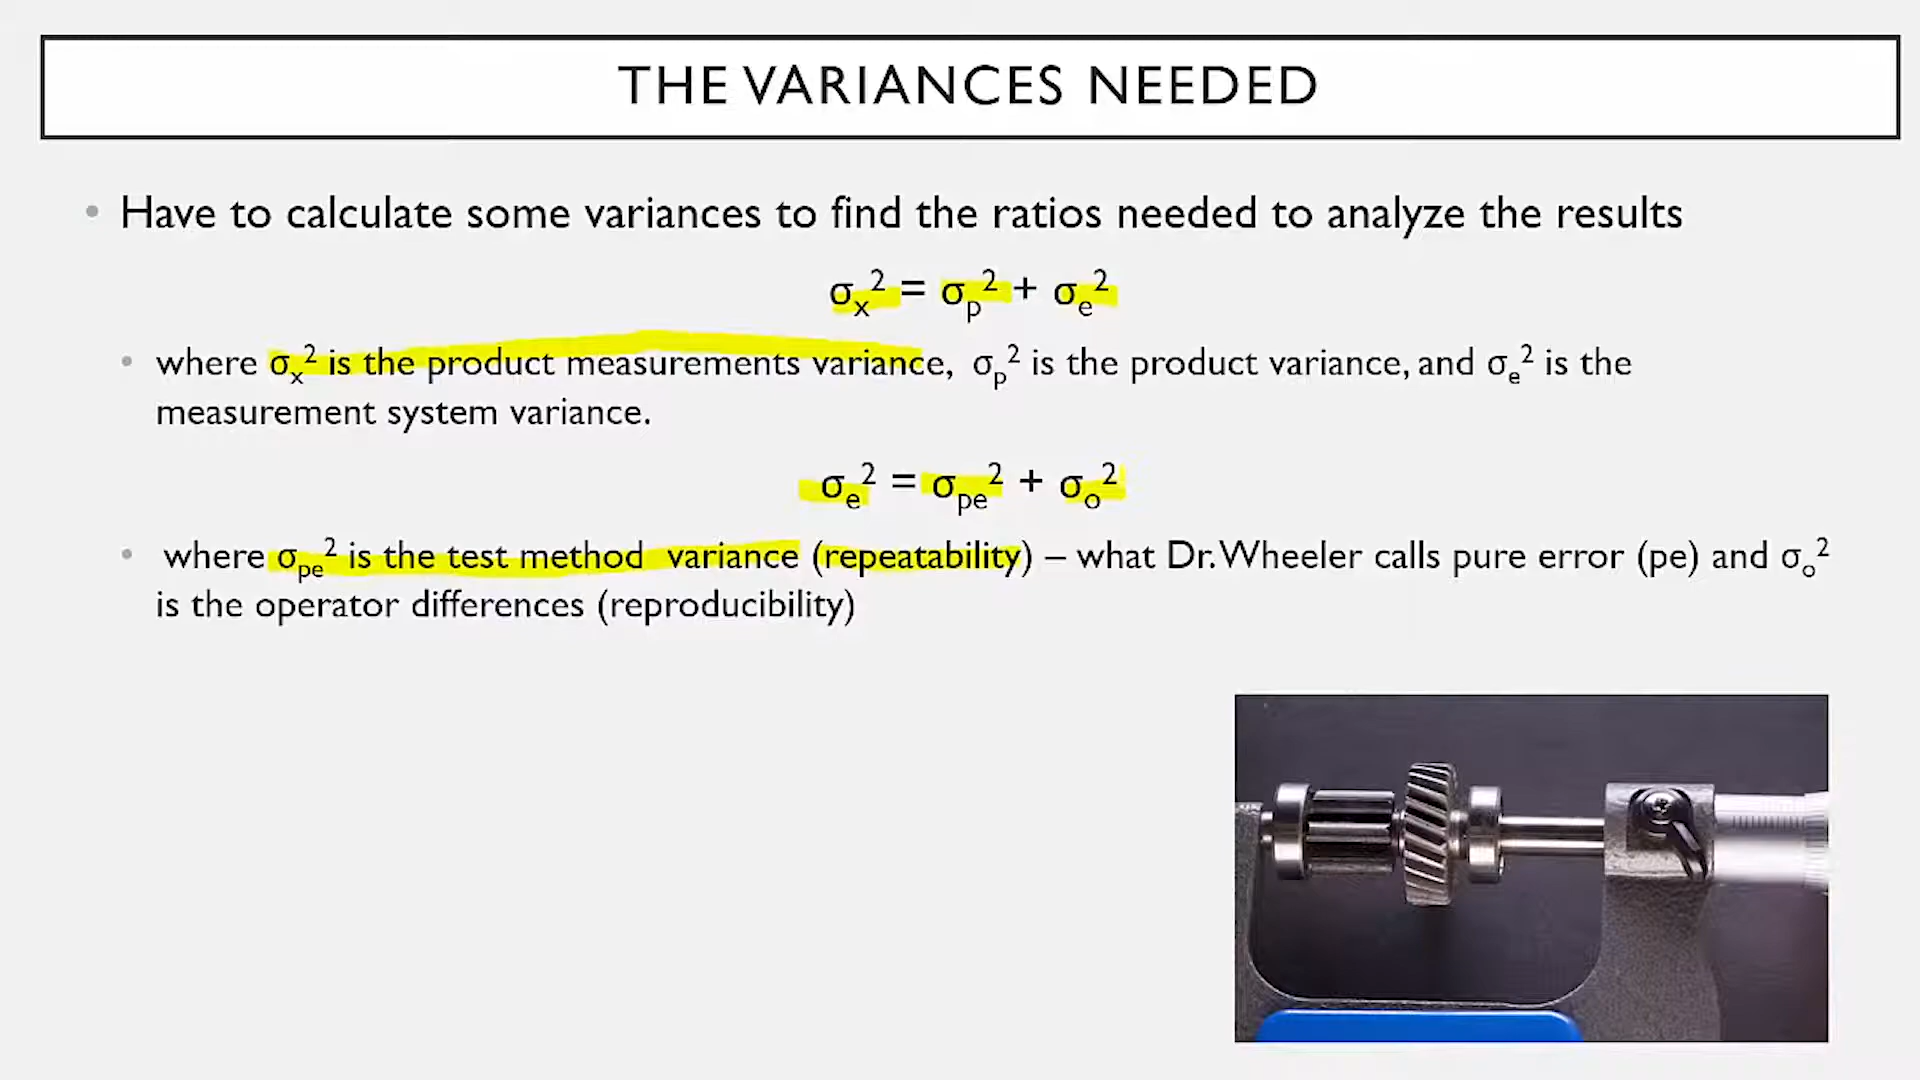 THE VARIANCES NEEDED
• Have to calculate some variances to find the ratios needed to analyze the results
σₓ² = σₚ² + σₑ²
• where σₓ² is the product measurements variance, σₚ² is the product variance, and σₑ² is the
measurement system variance.
σₑ² = σₚₑ² + σₒ²
• where σₚₑ² is the test method variance (repeatability) – what Dr. Wheeler calls pure error (pe) and σₒ²
is the operator differences (reproducibility)